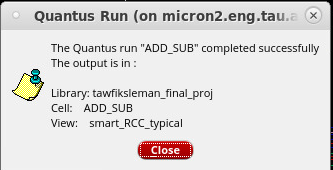 Quantus Run (on micron2.eng.tau.a
The Quantus run "ADD_SUB" completed successfully
The output is in :
Library: tawfiksleman_final_proj
Cell: ADD_SUB
View: smart_RCC_typical
Close